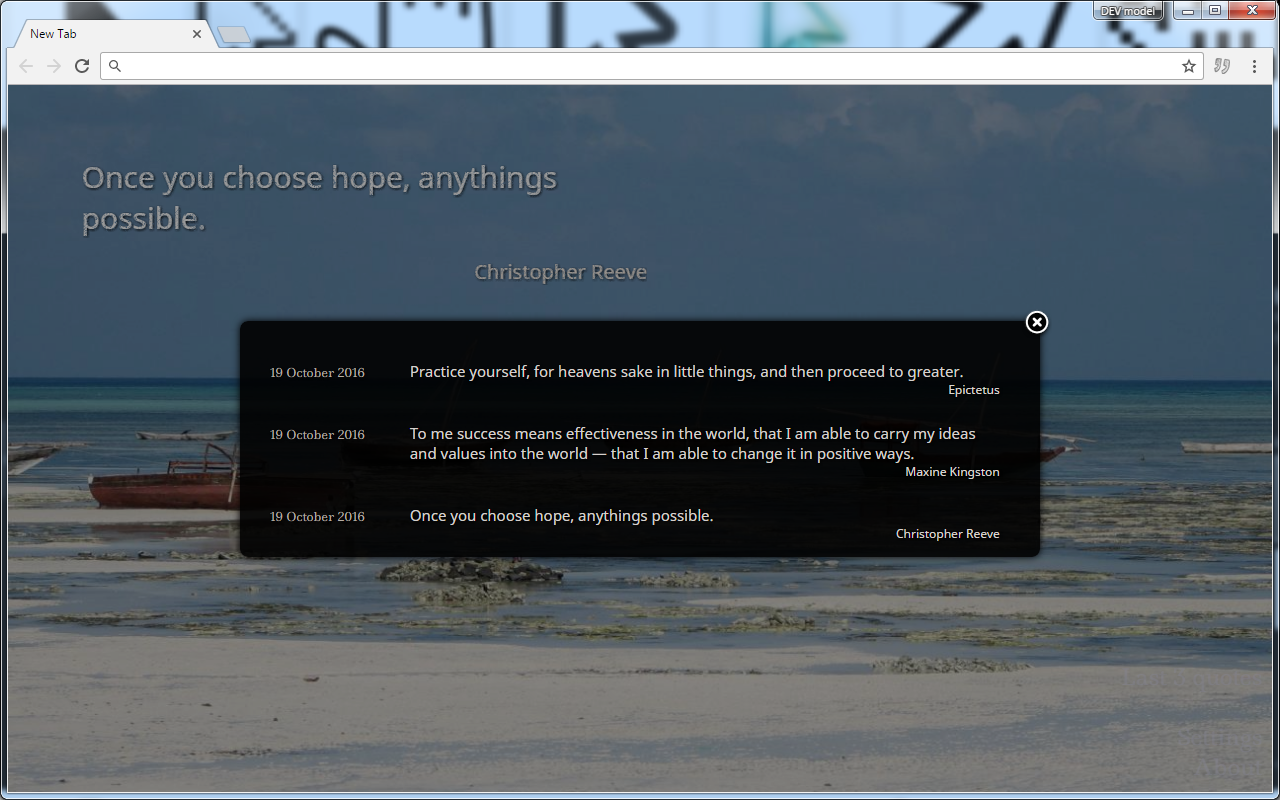 DEV model
New Tab
Once you choose hope, anythings
possible.
Christopher Reeve
19 October 2016 Practice yourself, for heavens sake in little things, and then proceed to greater.
Epictetus
19 October 2016 To me success means effectiveness in the world, that I am able to carry my ideas
and values into the world — that I am able to change it in positive ways.
Maxine Kingston
19 October 2016 Once you choose hope, anythings possible.
Christopher Reeve